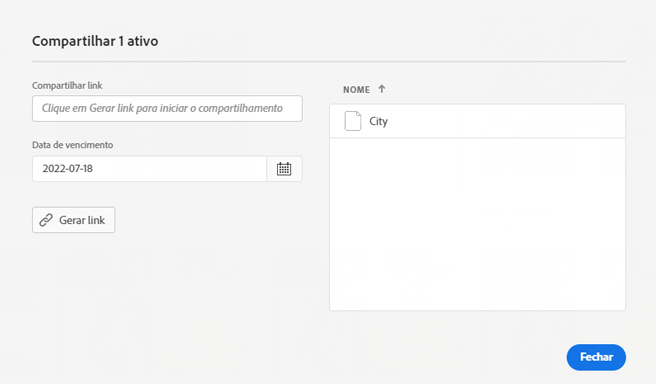 Compartilhar 1 ativo
Compartilhar link
Clique em Gerar link para iniciar o compartilhamento
Data de vencimento
2022-07-18
Gerar link
NOME
City
Fechar